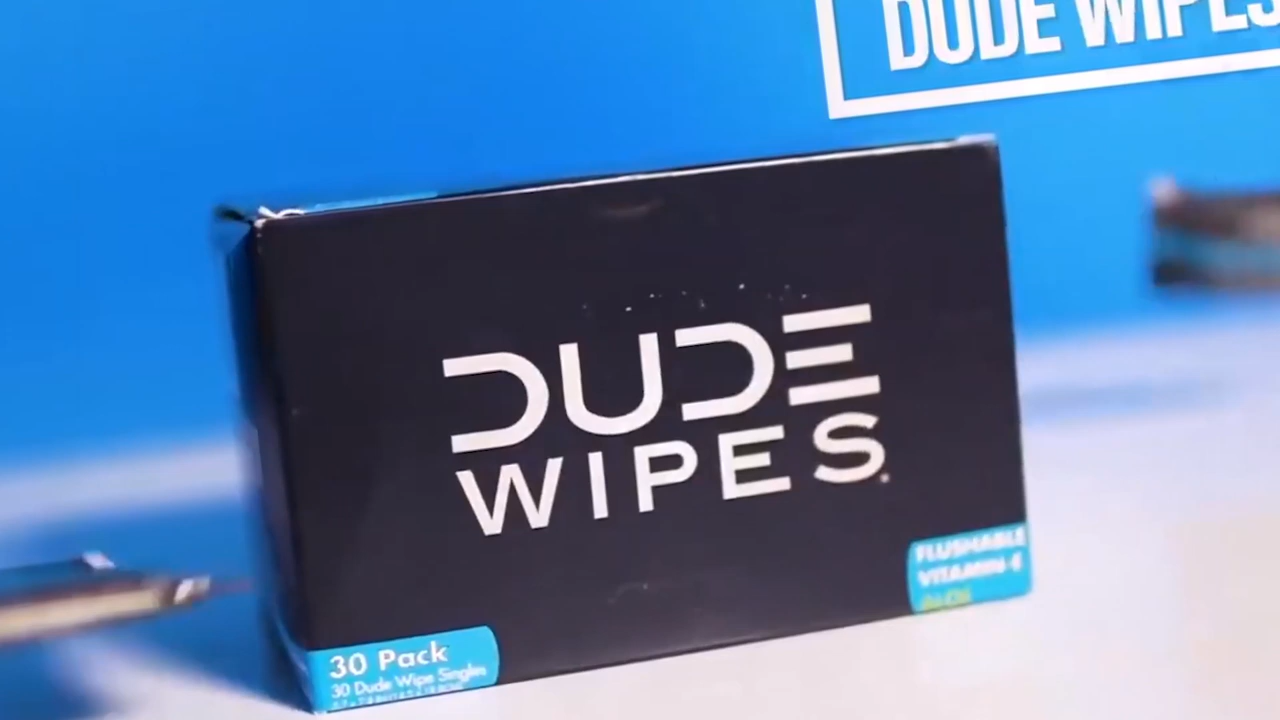 DUDE WIPES
DUDE
WIPES
FLUSHABLE
VITAMIN-E
30 Pack
30 Dude Wipe Singles